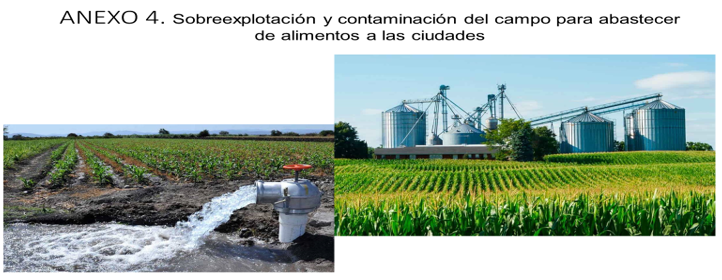 ANEXO 4. Sobreexplotación y contaminación del campo para abastecer
de alimentos a las ciudades